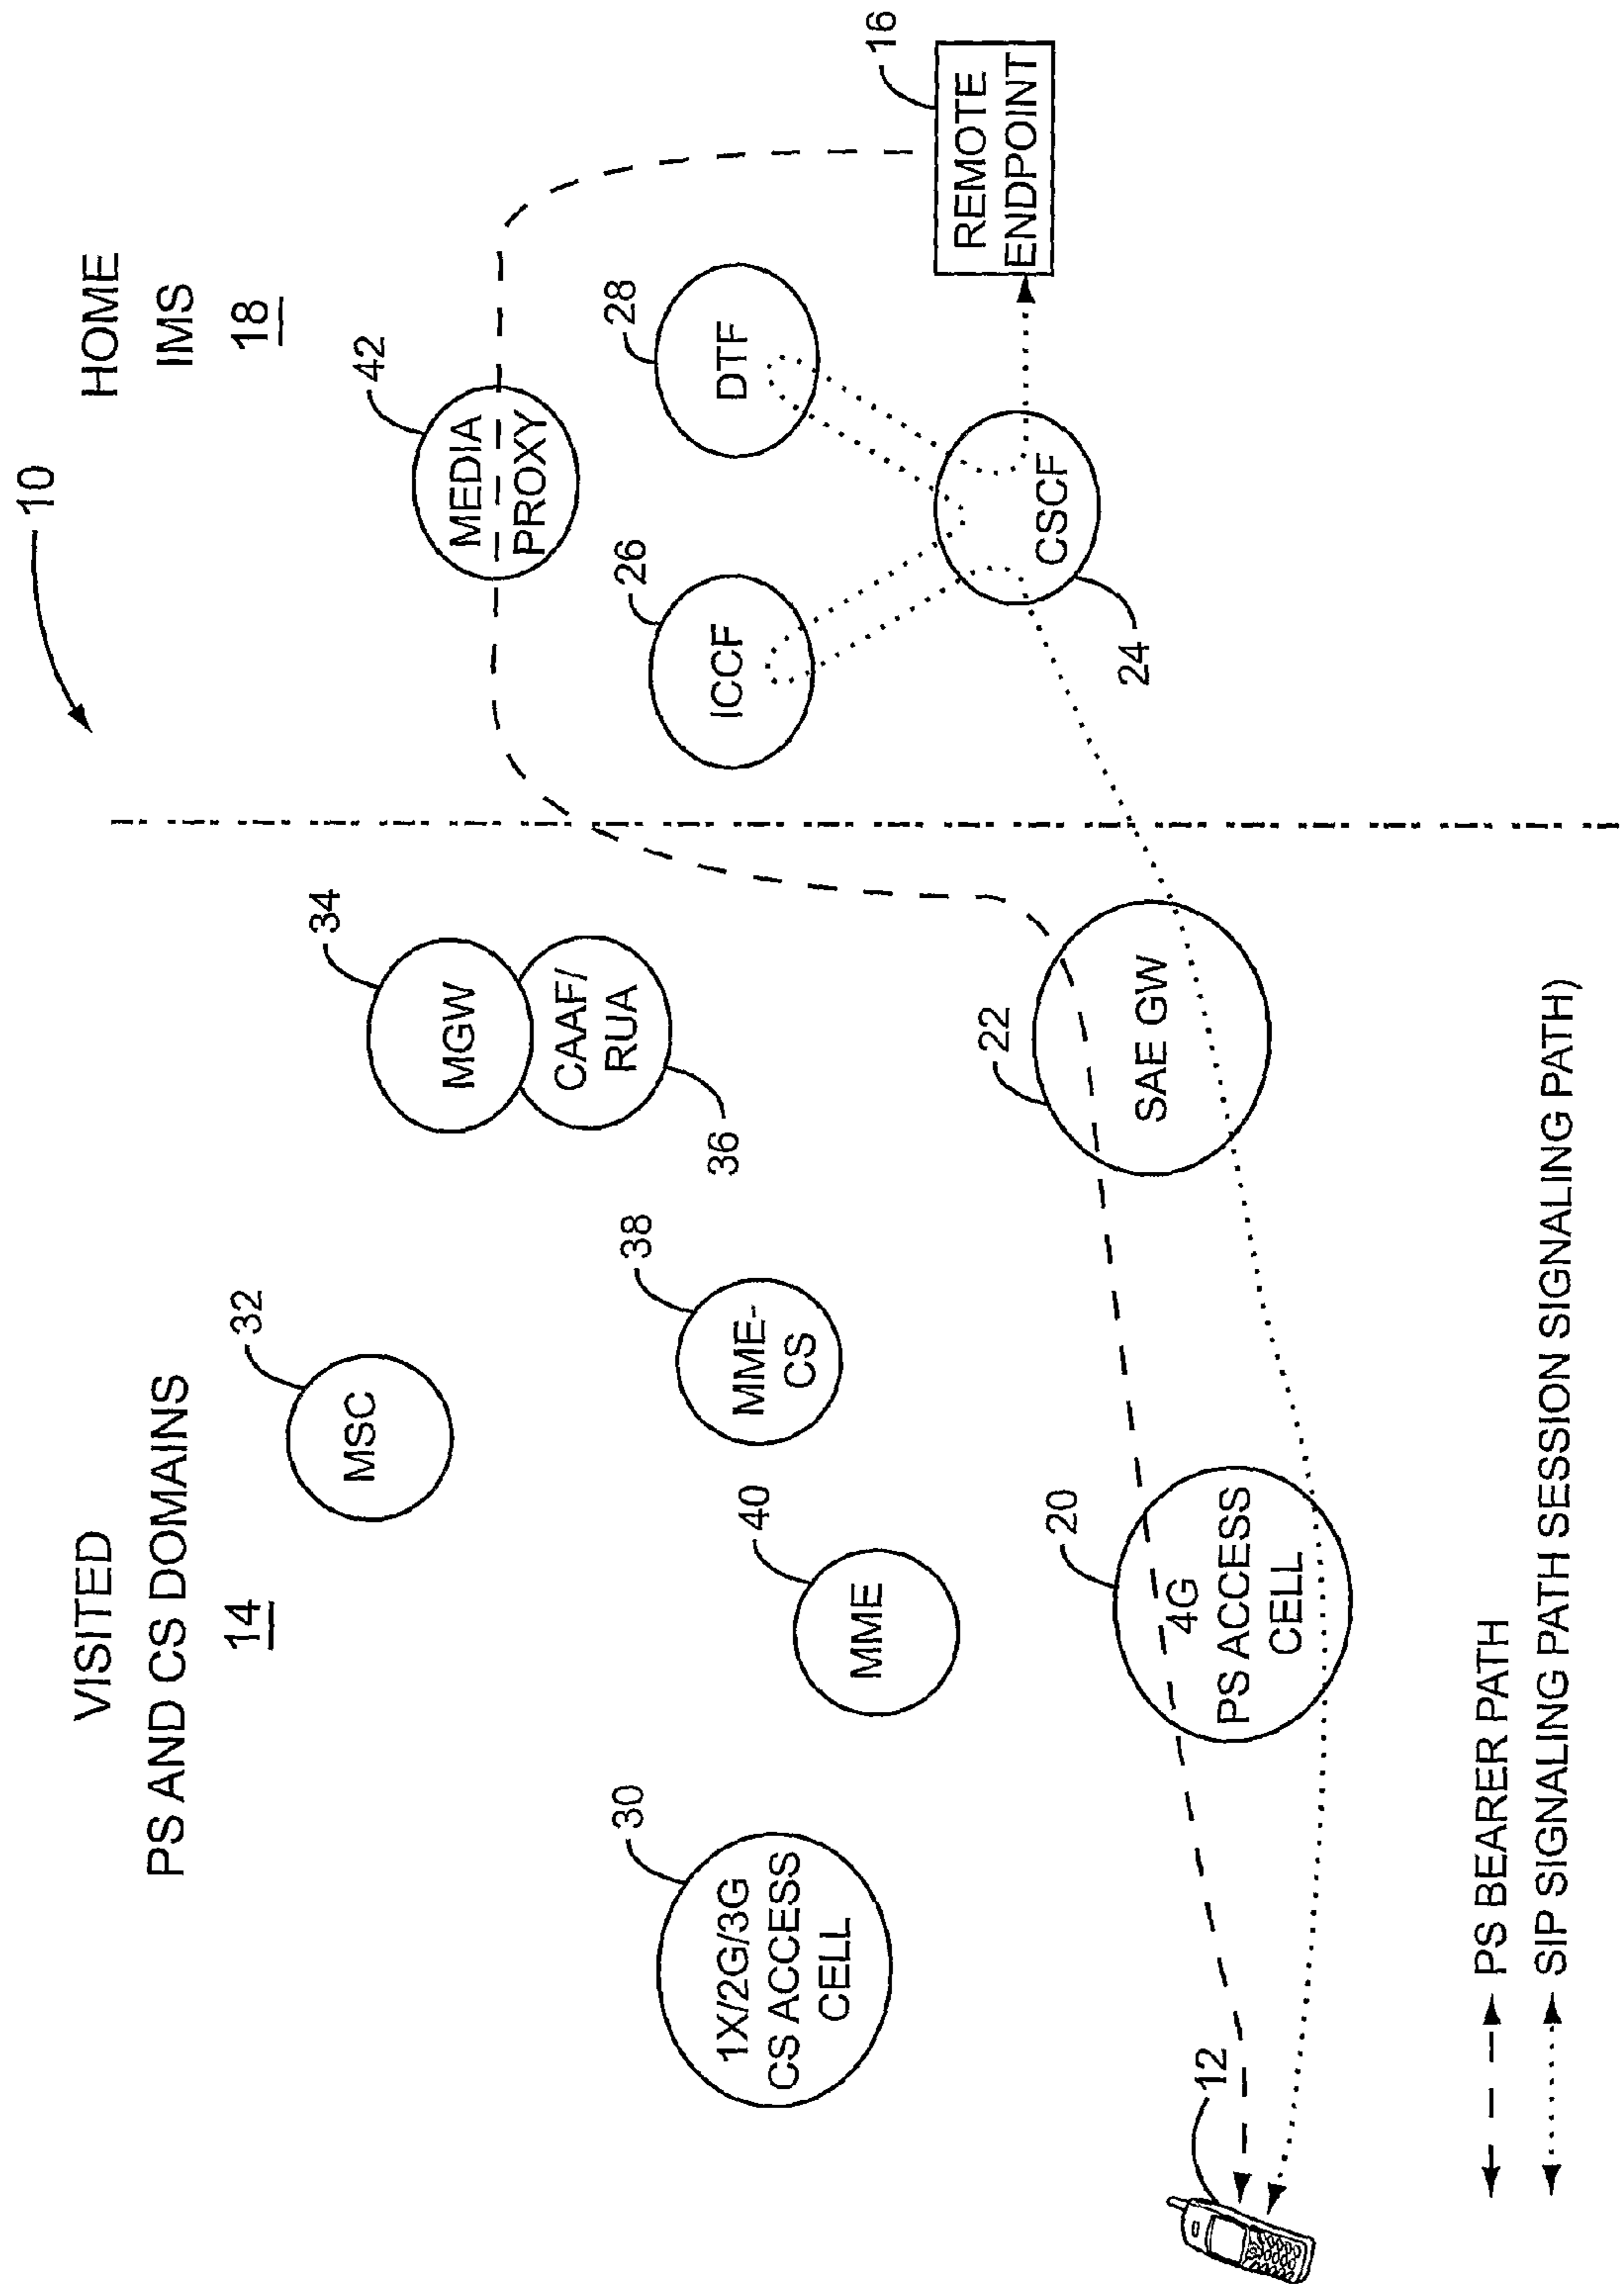 10
VISITED
PS AND CS DOMAINS
14
HOME
IMS
18
32
MSC
34
MGW
CAAF/
RUA
36
42
MEDIA
PROXY
30
1X/2G/3G
CS ACCESS
CELL
40
MME
38
MME-
CS
26
ICCF
28
DTF
16
REMOTE
ENDPOINT
12
20
4G
PS ACCESS
CELL
22
SAE GW
24
CSCF
PS BEARER PATH
SIP SIGNALING PATH SESSION SIGNALING PATH)